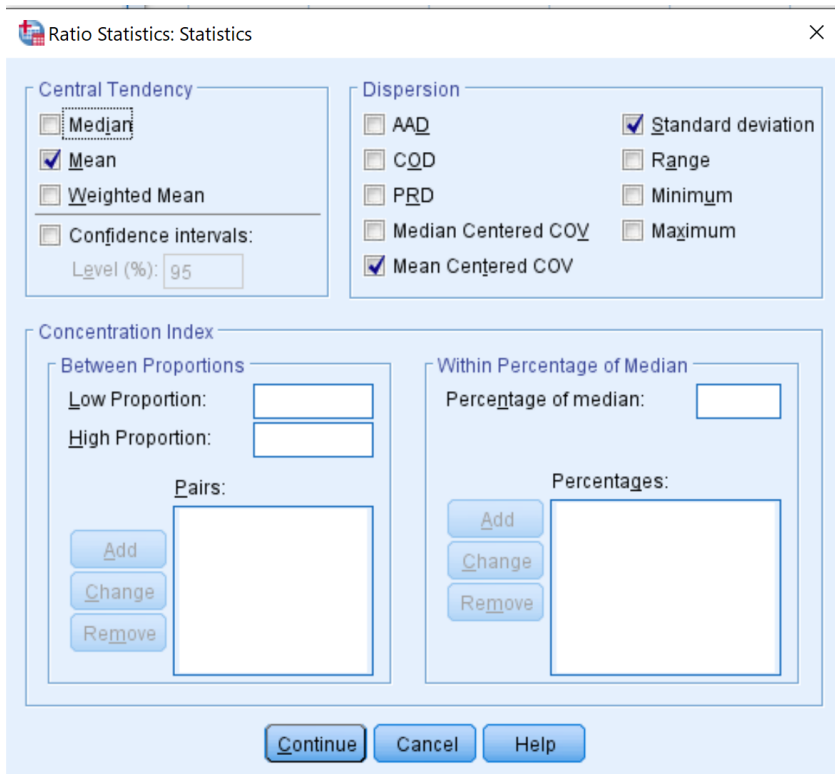 Ratio Statistics: Statistics
Central Tendency
Median
Mean
Weighted Mean
Confidence intervals:
Level (%): 95
Dispersion
AAD
COD
PRD
Median Centered COV
Mean Centered COV
Standard deviation
Range
Minimum
Maximum
Concentration Index
Between Proportions
Low Proportion:
High Proportion:
Pairs:
Add
Change
Remove
Within Percentage of Median
Percentage of median:
Percentages:
Add
Change
Remove
Continue Cancel Help